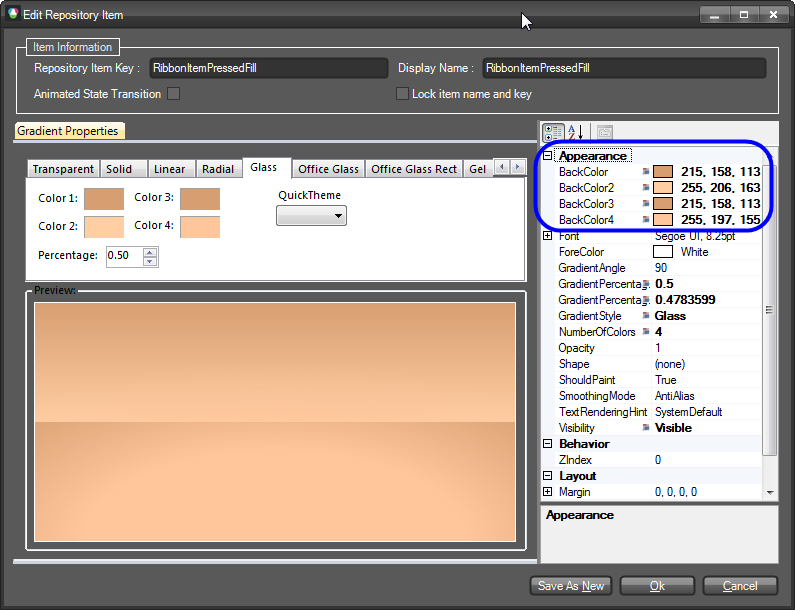 Edit Repository Item
Item Information
Repository Item Key : RibbonItemPressedFill Display Name : RibbonItemPressedFill
Animated State Transition Lock item name and key
Gradient Properties
Transparent Solid Linear Radial Glass Office Glass Office Glass Rect Gel
Color 1: Color 3: QuickTheme
Color 2: Color 4:
Percentage: 0.50
Preview:
Appearance
BackColor 215, 158, 113
BackColor2 255, 206, 163
BackColor3 215, 158, 113
BackColor4 255, 197, 155
Font Segoe UI, 8.25pt
ForeColor White
GradientAngle 90
GradientPercentag 0.5
GradientPercentag 0.4783599
GradientStyle Glass
NumberOfColors 4
Opacity 1
Shape (none)
ShouldPaint True
SmoothingMode AntiAlias
TextRenderingHint SystemDefault
Visibility Visible
Behavior
ZIndex 0
Layout
Margin 0, 0, 0, 0
Appearance
Save As New Ok Cancel